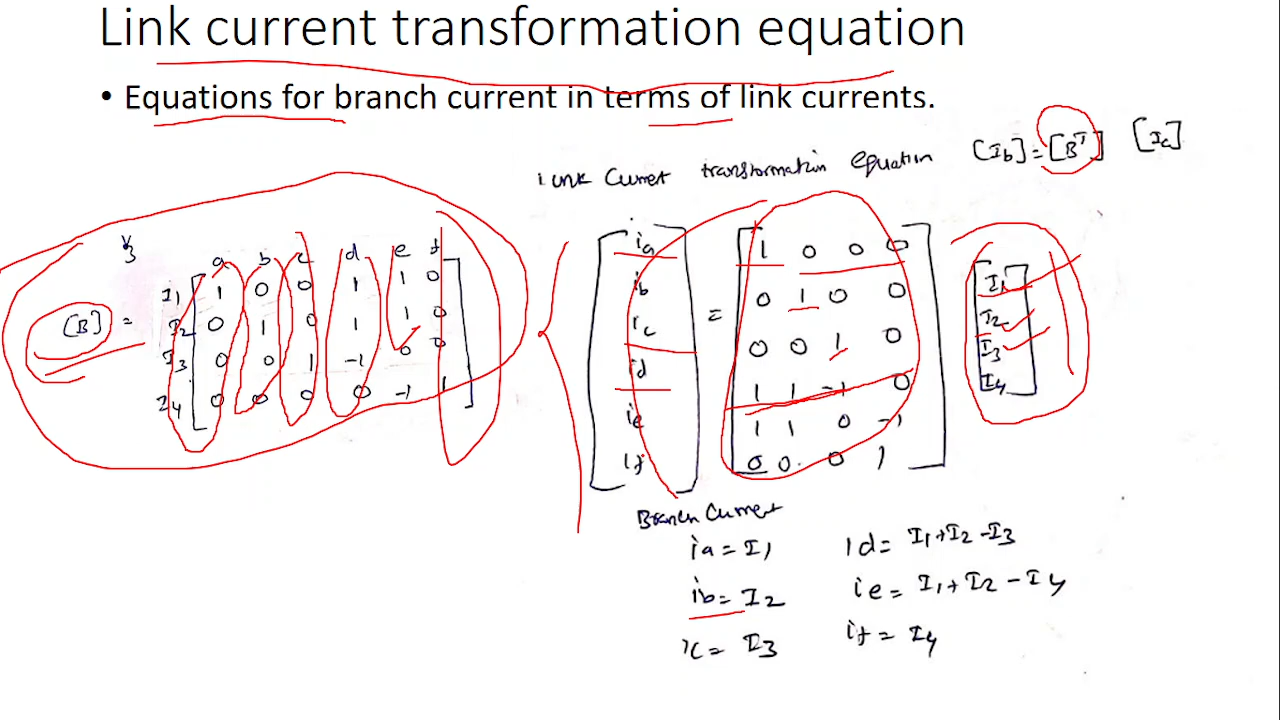 Link current transformation equation
• Equations for branch current in terms of link currents.
Link Current transformation equation [Ib] = [Bᵀ] [Ic]
a b c d e f
I1 1 0 0 1 1 0
[B] = I2 0 1 0 1 1 0
I3 0 0 1 -1 0 0
I4 0 0 0 0 -1 1
ia 1 0 0 0 I1
ib 0 1 0 0 I2
ic = 0 0 1 0 I3
id 1 1 -1 0 I4
ie 1 1 0 -1
if 0 0 0 1
Branch Current
ia = I1 id = I1+I2-I3
ib = I2 ie = I1+I2-I4
ic = I3 if = I4